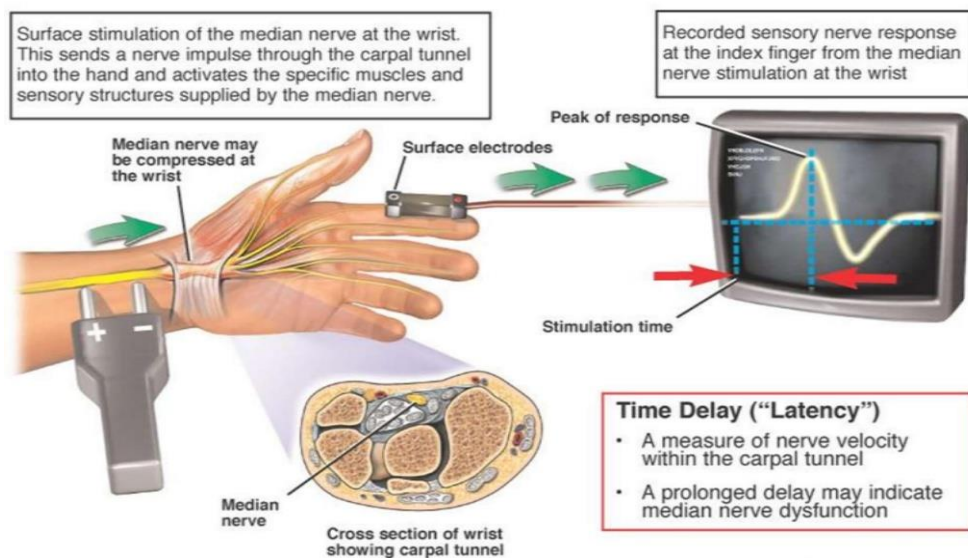 Surface stimulation of the median nerve at the wrist.
This sends a nerve impulse through the carpal tunnel
into the hand and activates the specific muscles and
sensory structures supplied by the median nerve.
Recorded sensory nerve response
at the index finger from the median
nerve stimulation at the wrist
Peak of response
Median nerve may
be compressed at
the wrist
Surface electrodes
+ −
Stimulation time
Median
nerve
Cross section of wrist
showing carpal tunnel
Time Delay ("Latency")
• A measure of nerve velocity
within the carpal tunnel
• A prolonged delay may indicate
median nerve dysfunction